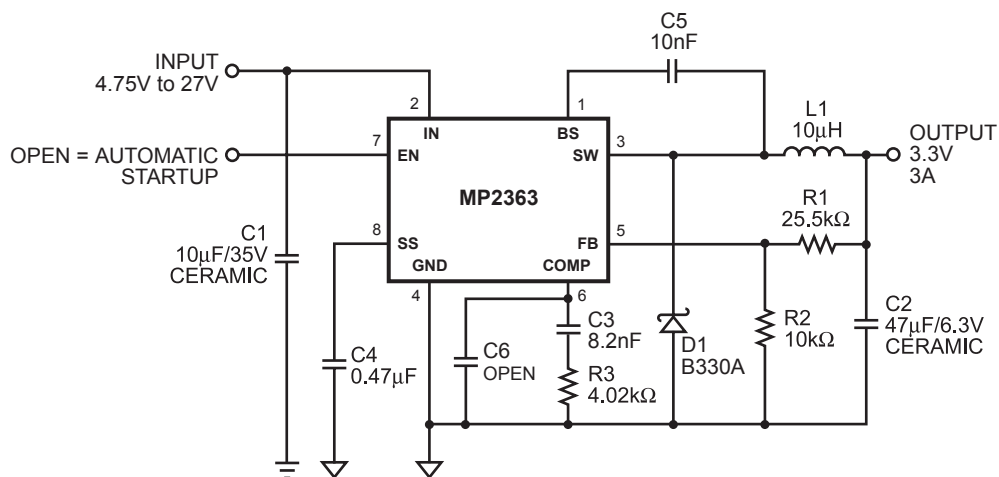 C5
10nF
INPUT
4.75V to 27V
2
1
IN
BS
L1
10µH
OUTPUT
3.3V
3A
7
EN
SW
3
OPEN = AUTOMATIC
STARTUP
MP2363
R1
25.5kΩ
8
SS
FB
5
C1
10µF/35V
CERAMIC
GND
COMP
4
6
C3
8.2nF
C2
47µF/6.3V
CERAMIC
R2
10kΩ
D1
B330A
C4
0.47µF
C6
OPEN
R3
4.02kΩ